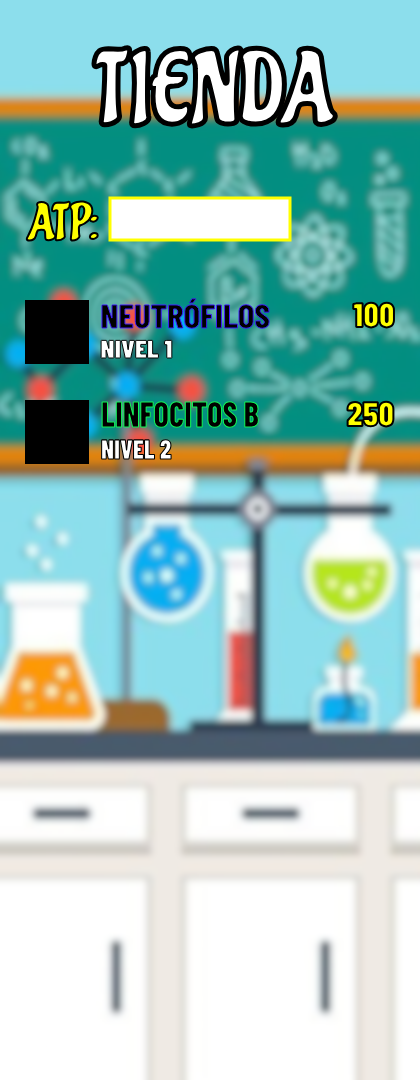 TIENDA
ATP:
NEUTRÓFILOS 100
NIVEL 1
LINFOCITOS B 250
NIVEL 2